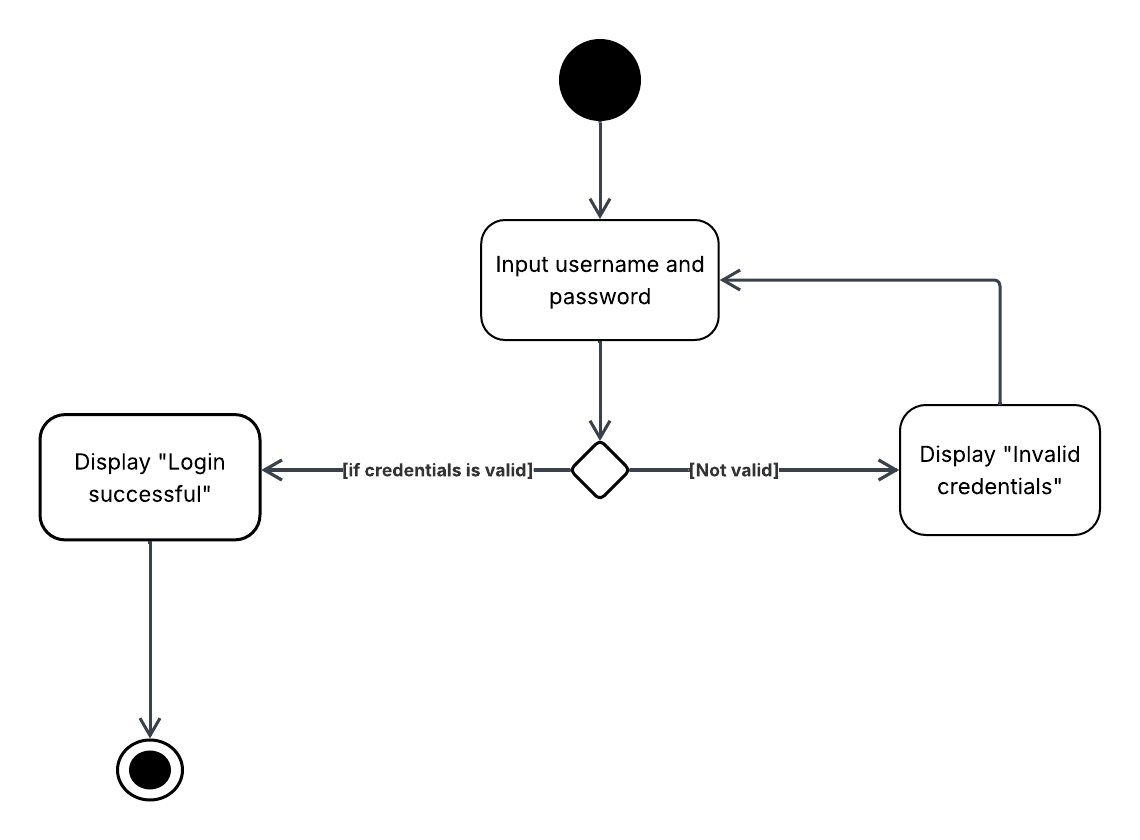 Input username and
password
Display "Login
successful"
[if credentials is valid]
[Not valid]
Display "Invalid
credentials"